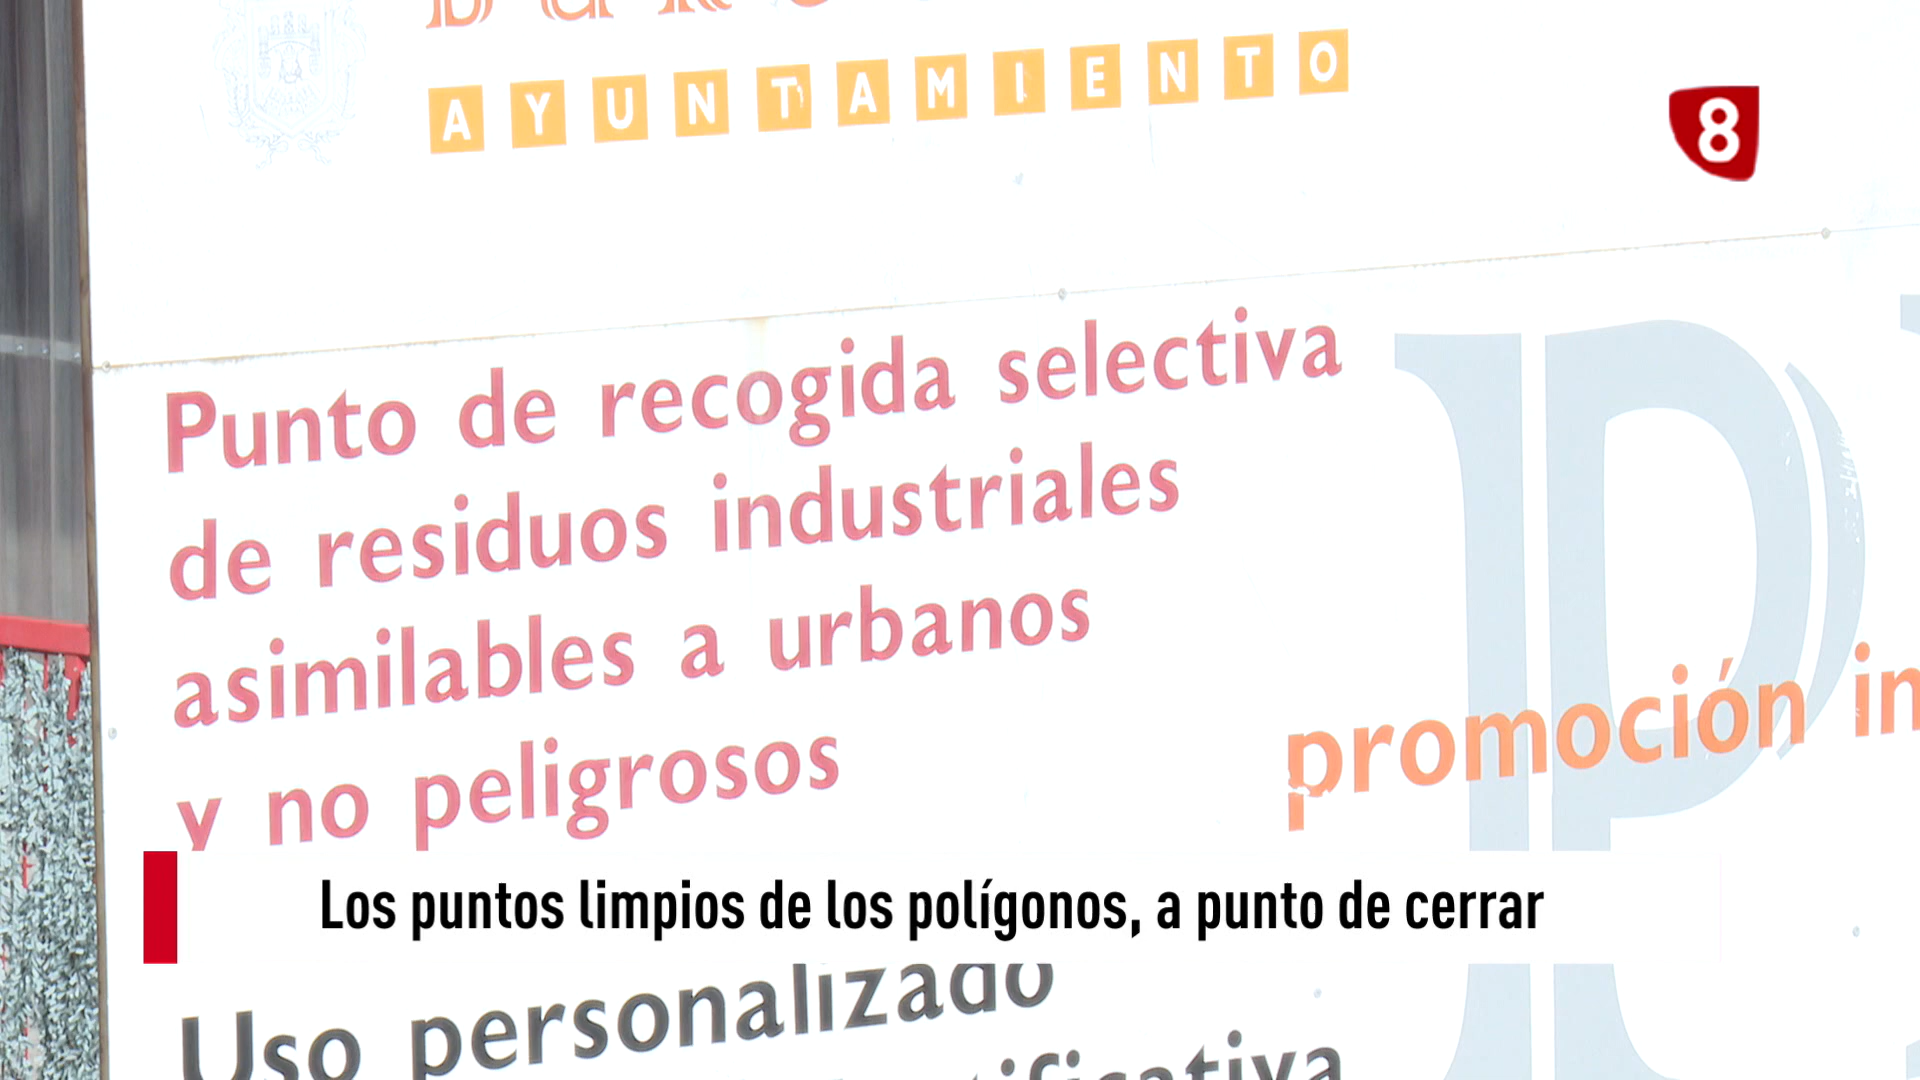 AYUNTAMIENTO
8
Punto de recogida selectiva
de residuos industriales
asimilables a urbanos
y no peligrosos
promoción in
Los puntos limpios de los polígonos, a punto de cerrar
Uso personalizado